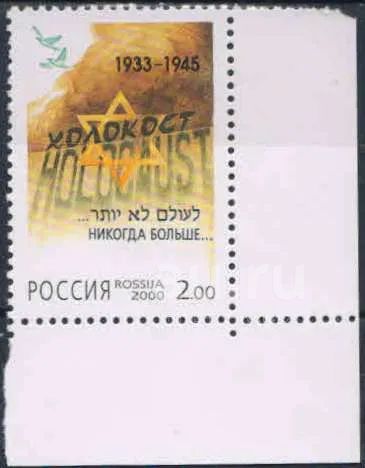 1933-1945
ХОЛОКОСТ
HOLOCAUST
לעולם לא יותר...
НИКОГДА БОЛЬШЕ...
РОССИЯ ROSSIJA 2000 2.00